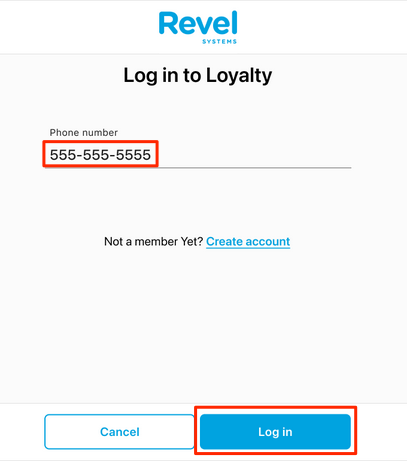 Revel
SYSTEMS
Log in to Loyalty
Phone number
555-555-5555
Not a member Yet? Create account
Cancel
Log in